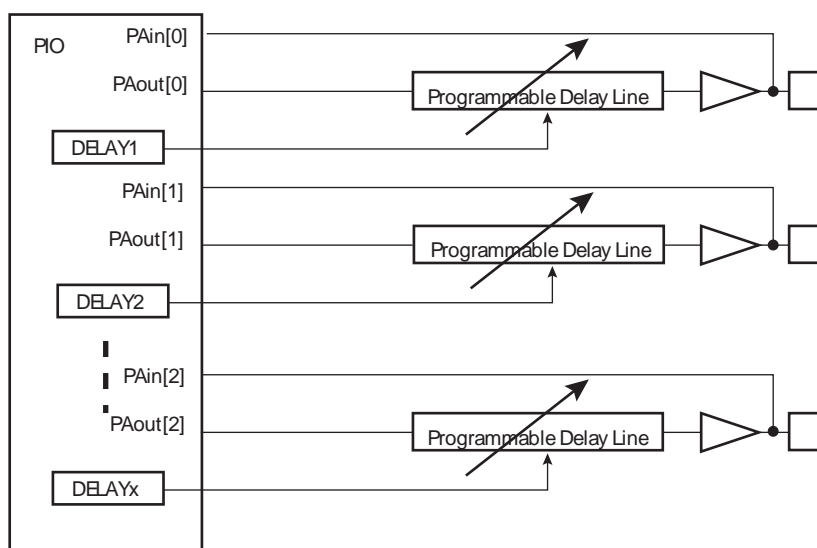 PIO
PAin[0]
PAout[0]
Programmable Delay Line
DELAY1
PAin[1]
PAout[1]
Programmable Delay Line
DELAY2
PAin[2]
PAout[2]
Programmable Delay Line
DELAYx